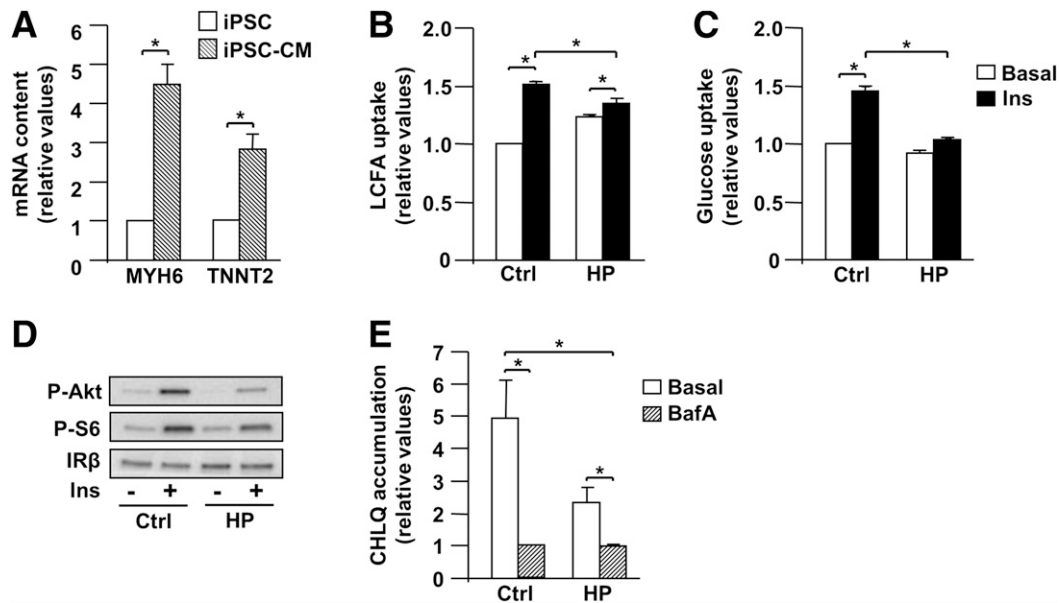 A
mRNA content
(relative values)
6
5
4
3
2
1
0
iPSC
iPSC-CM
*
*
MYH6 TNNT2
B
LCFA uptake
(relative values)
2.0
1.5
1.0
0.5
0
*
*
*
Ctrl HP
C
Glucose uptake
(relative values)
2.0
1.5
1.0
0.5
0
*
*
Basal
Ins
Ctrl HP
D
P-Akt
P-S6
IRβ
Ins - + - +
Ctrl HP
E
CHLQ accumulation
(relative values)
7
6
5
4
3
2
1
0
*
*
*
Basal
BafA
Ctrl HP